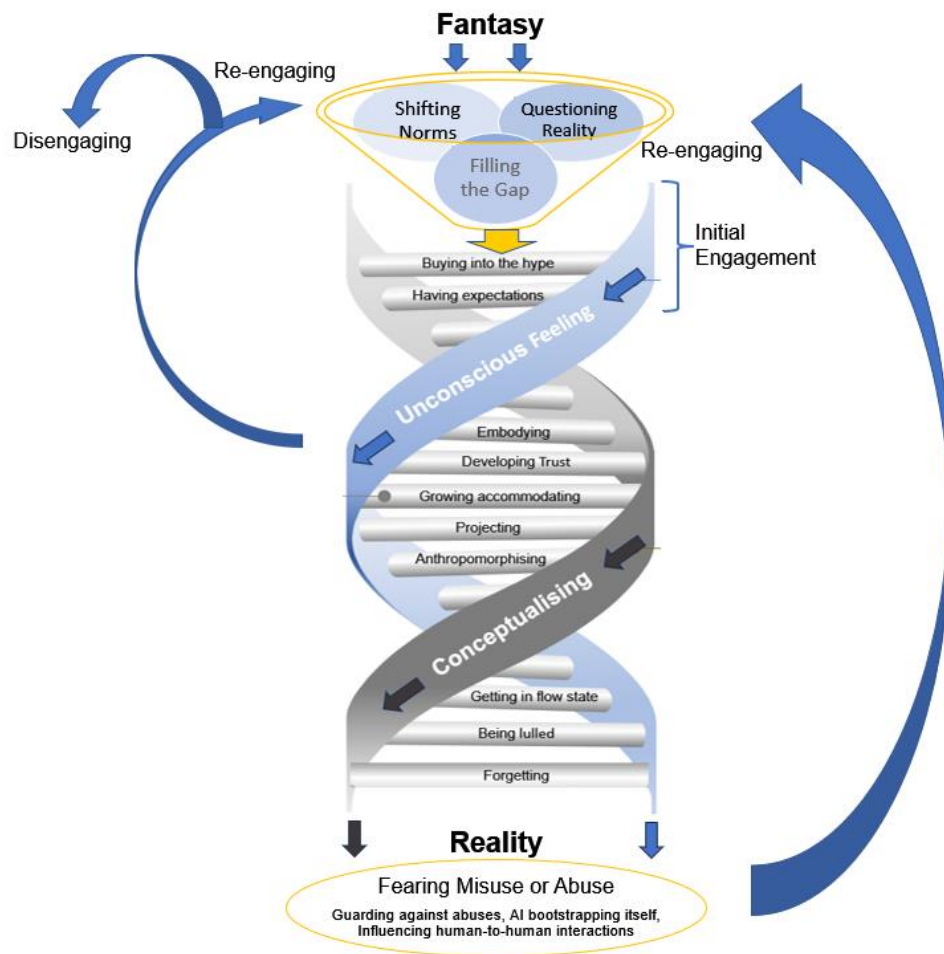 Fantasy
Re-engaging
Disengaging
Shifting
Norms
Questioning
Reality
Re-engaging
Filling
the Gap
Initial
Engagement
Buying into the hype
Having expectations
Unconscious Feeling
Embodying
Developing Trust
Growing accommodating
Projecting
Anthropomorphising
Conceptualising
Getting in flow state
Being lulled
Forgetting
Reality
Fearing Misuse or Abuse
Guarding against abuses, AI bootstrapping itself,
Influencing human-to-human interactions